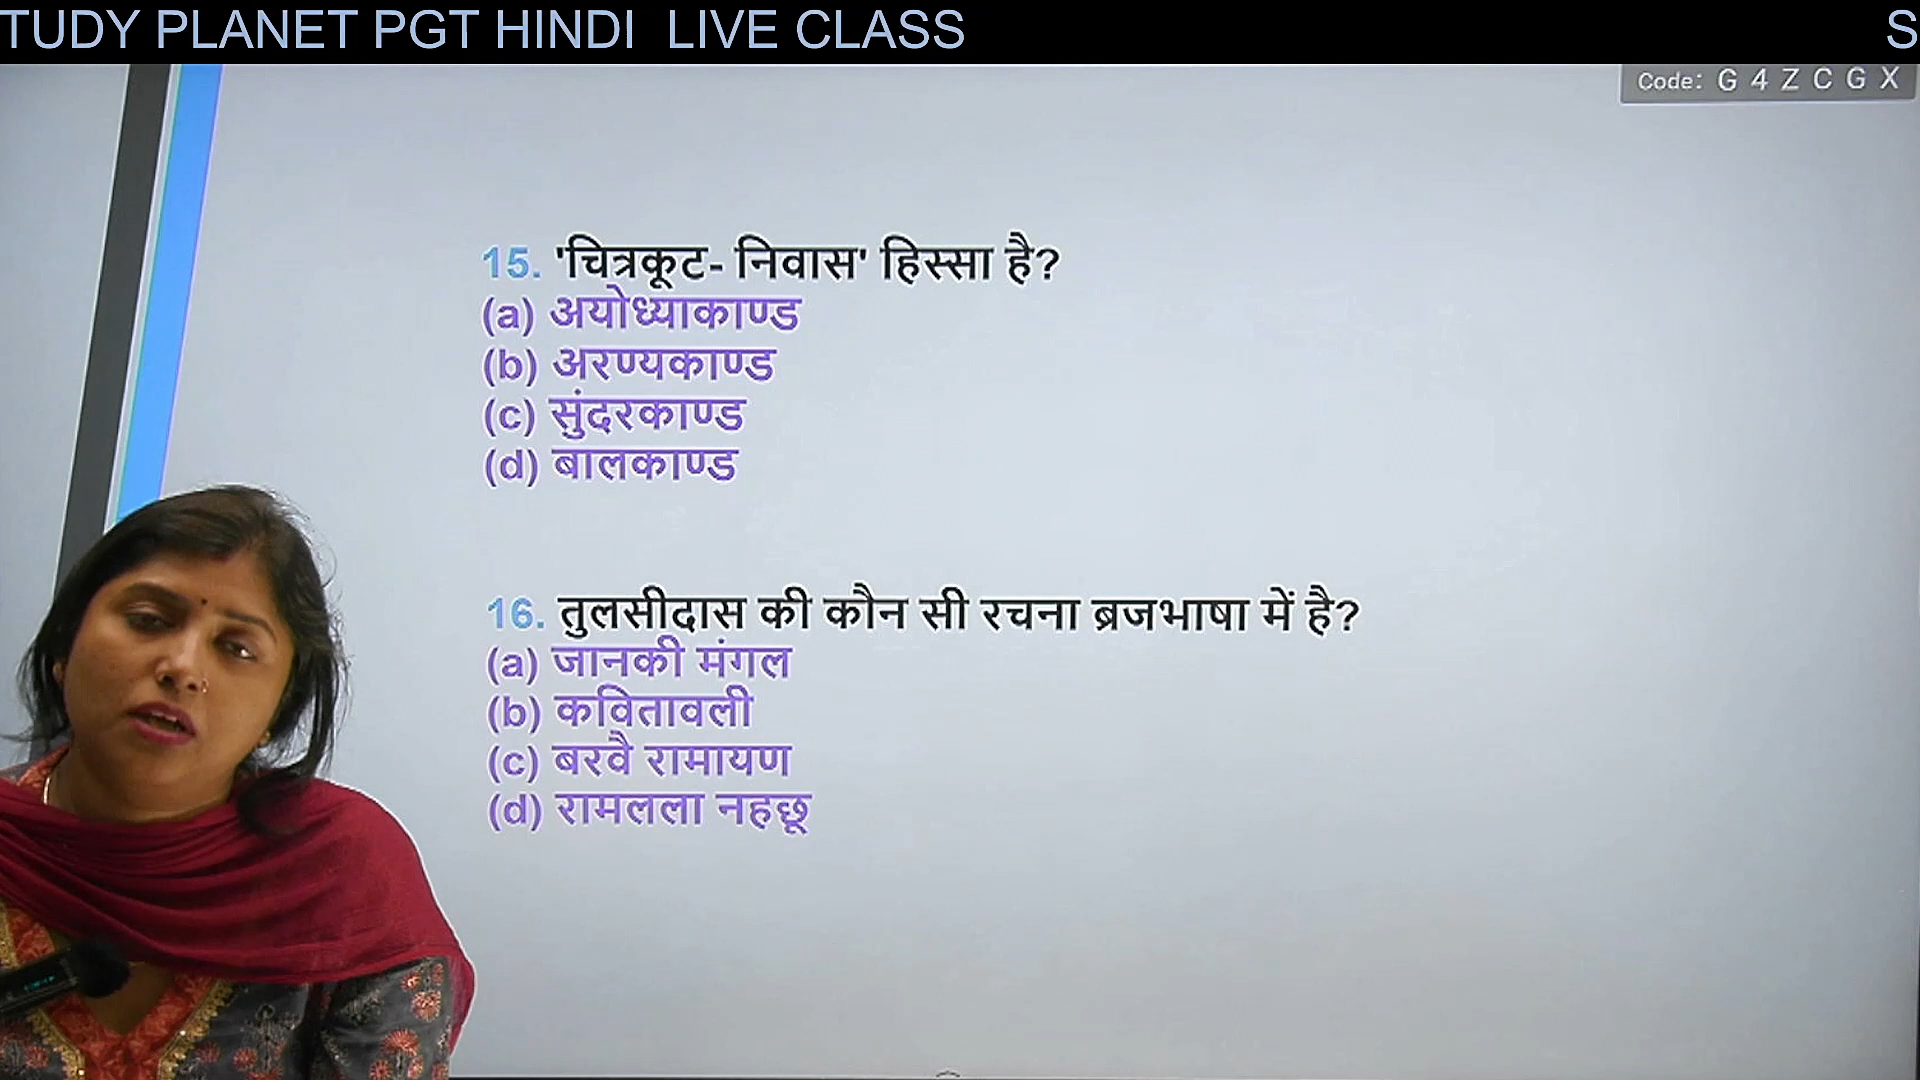 TUDY PLANET PGT HINDI LIVE CLASS S
Code: G 4 Z C G X
15. 'चित्रकूट- निवास' हिस्सा है?
(a) अयोध्याकाण्ड
(b) अरण्यकाण्ड
(c) सुंदरकाण्ड
(d) बालकाण्ड
16. तुलसीदास की कौन सी रचना ब्रजभाषा में है?
(a) जानकी मंगल
(b) कवितावली
(c) बरवै रामायण
(d) रामलला नहछू